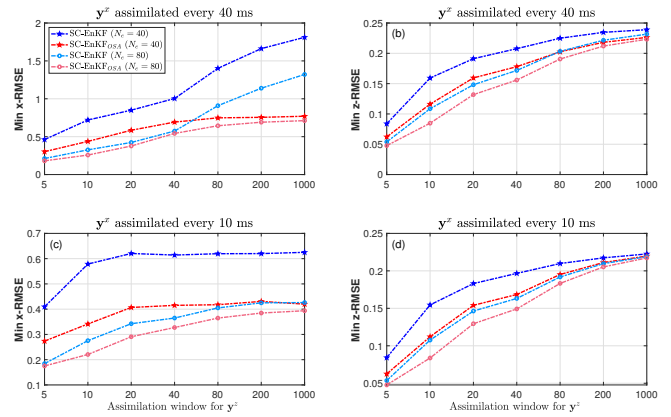 y^x assimilated every 40 ms
SC-EnKF (N_e = 40)
SC-EnKF_OSA (N_e = 40)
SC-EnKF (N_e = 80)
SC-EnKF_OSA (N_e = 80)
Min x-RMSE
2
1.5
1
0.5
0
5 10 20 40 80 200 1000
y^x assimilated every 40 ms
(b)
Min z-RMSE
0.25
0.2
0.15
0.1
0.05
0
5 10 20 40 80 200 1000
y^x assimilated every 10 ms
(c)
Min x-RMSE
0.7
0.6
0.5
0.4
0.3
0.2
0.1
5 10 20 40 80 200 1000
Assimilation window for y^z
y^x assimilated every 10 ms
(d)
Min z-RMSE
0.25
0.2
0.15
0.1
0.05
5 10 20 40 80 200 1000
Assimilation window for y^z